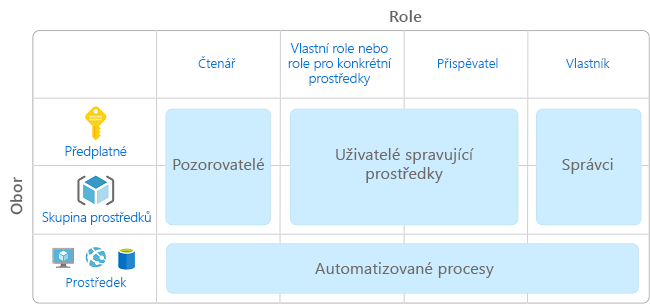 Role
Čtenář
Vlastní role nebo
role pro konkrétní
prostředky
Přispěvatel
Vlastník
Obor
Předplatné
Skupina prostředků
Prostředek
Pozorovatelé
Uživatelé spravující
prostředky
Správci
Automatizované procesy